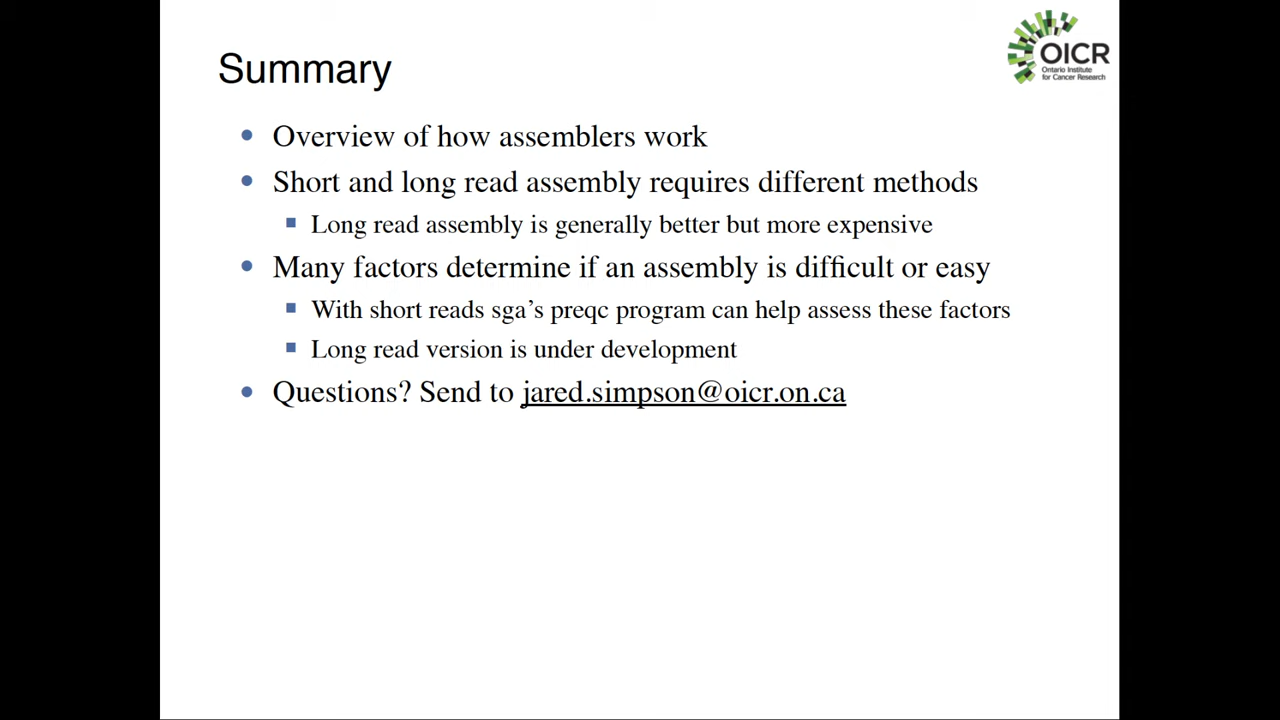 OICR
Ontario Institute
for Cancer Research
Summary
Overview of how assemblers work
Short and long read assembly requires different methods
Long read assembly is generally better but more expensive
Many factors determine if an assembly is difficult or easy
With short reads sga’s preqc program can help assess these factors
Long read version is under development
Questions? Send to jared.simpson@oicr.on.ca